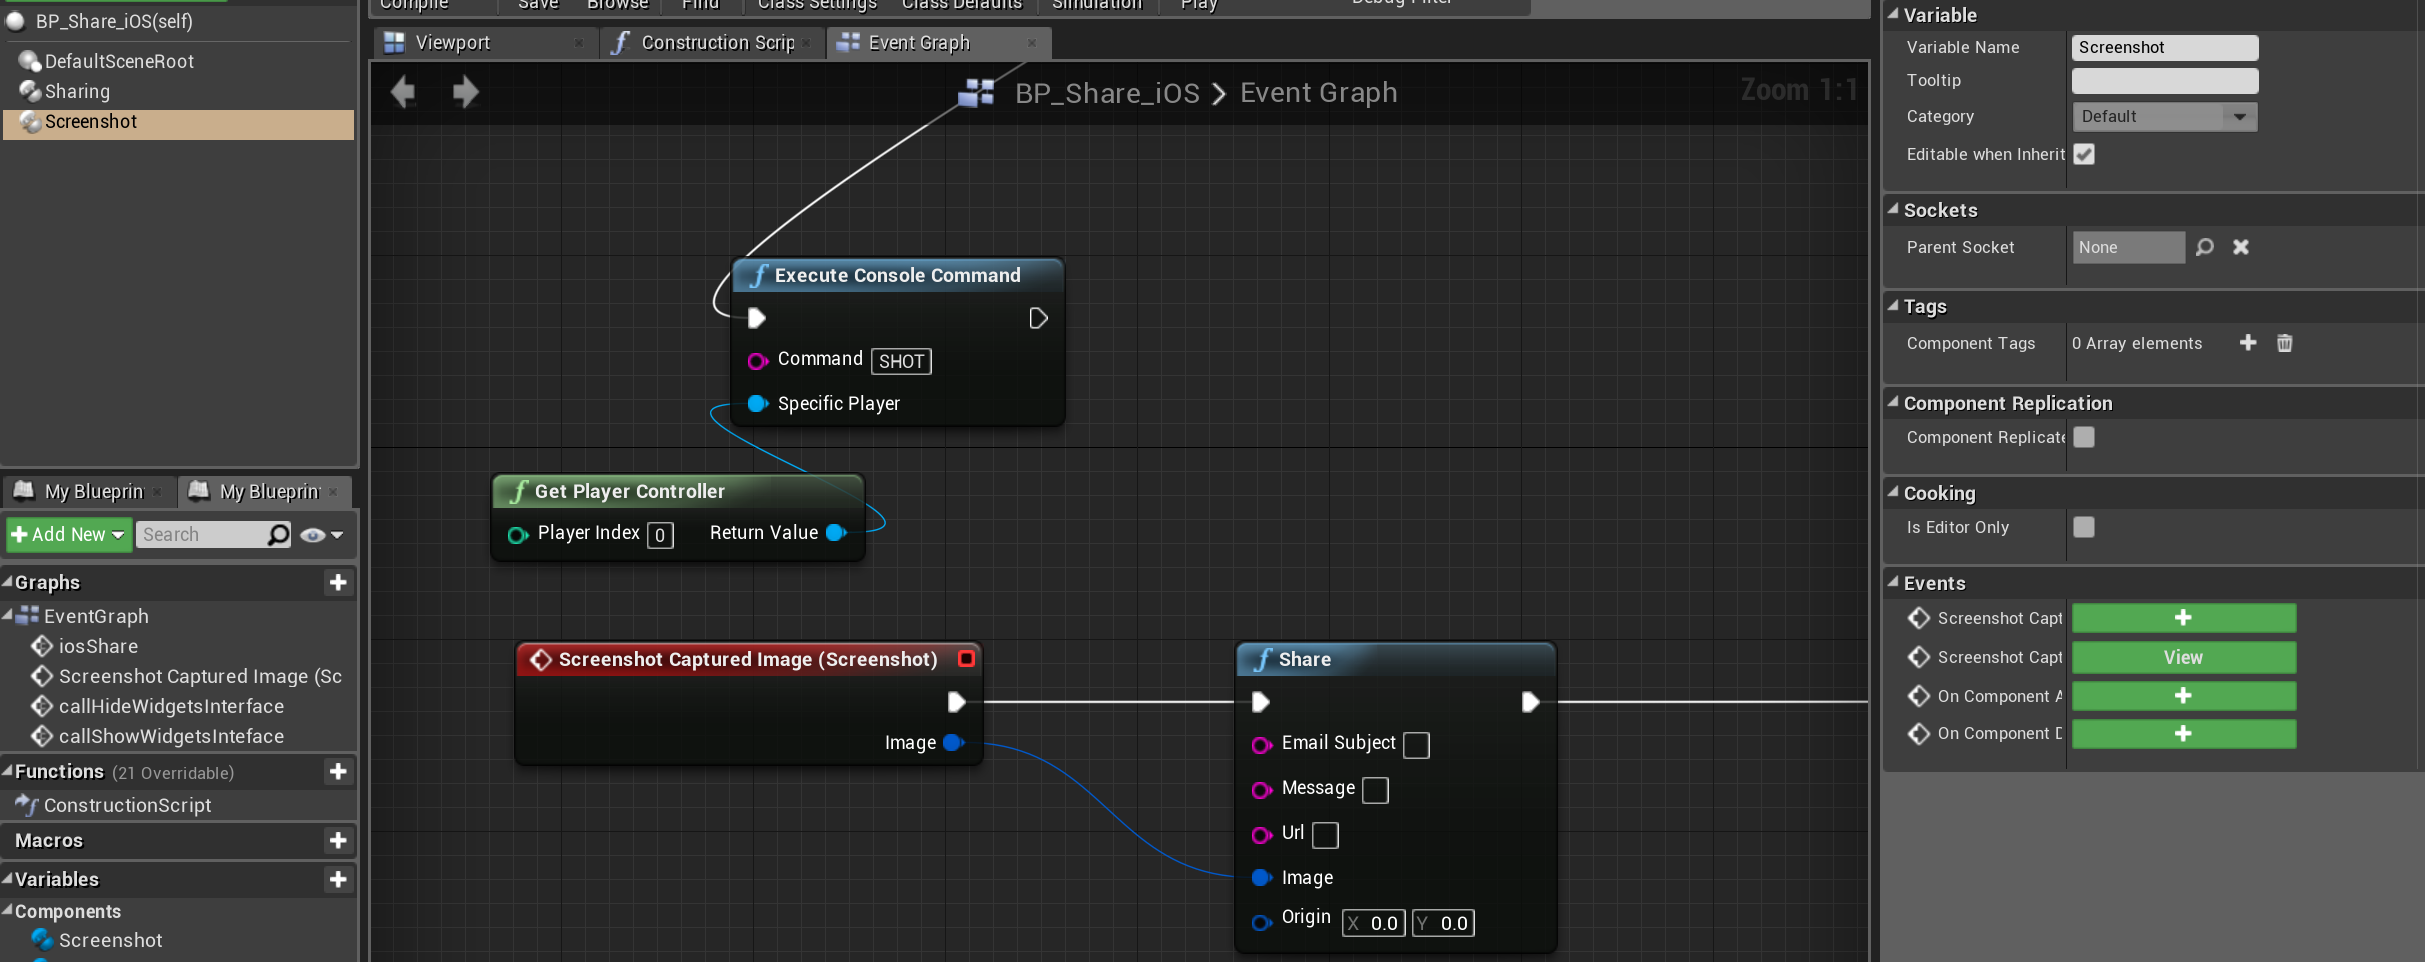 BP_Share_iOS(self)
DefaultSceneRoot
Sharing
Screenshot
My Blueprin
My Blueprin
Add New
Search
Graphs
EventGraph
iosShare
Screenshot Captured Image (Sc
callHideWidgetsInterface
callShowWidgetsInteface
Functions (21 Overridable)
ConstructionScript
Macros
Variables
Components
Screenshot
Compile
Save
Browse
Find
Class Settings
Class Defaults
Simulation
Play
Debug Filter
Viewport
Construction Scrip
Event Graph
BP_Share_iOS > Event Graph
Zoom 1:1
Execute Console Command
Command SHOT
Specific Player
Get Player Controller
Player Index 0 Return Value
Screenshot Captured Image (Screenshot)
Image
Share
Email Subject
Message
Url
Image
Origin X 0.0 Y 0.0
Variable
Variable Name Screenshot
Tooltip
Category Default
Editable when Inherit
Sockets
Parent Socket None
Tags
Component Tags 0 Array elements
Component Replication
Component Replicate
Cooking
Is Editor Only
Events
Screenshot Capt
Screenshot Capt View
On Component A
On Component D